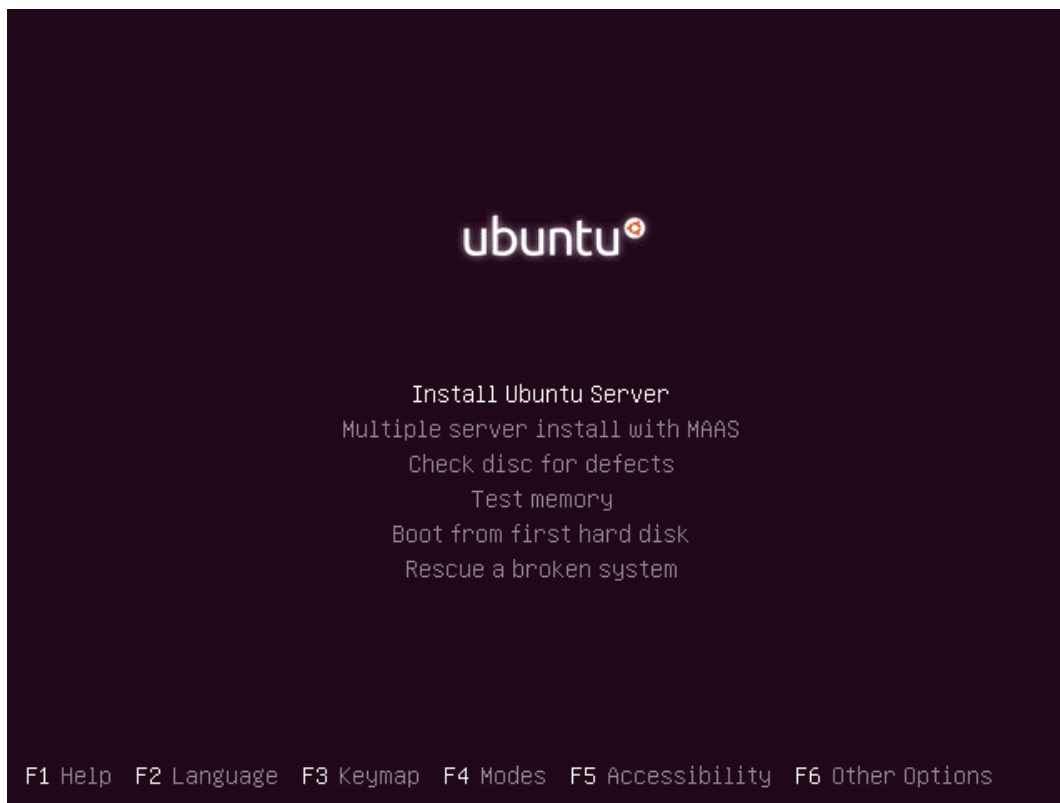 ubuntu
Install Ubuntu Server
Multiple server install with MAAS
Check disc for defects
Test memory
Boot from first hard disk
Rescue a broken system
F1 Help F2 Language F3 Keymap F4 Modes F5 Accessibility F6 Other Options